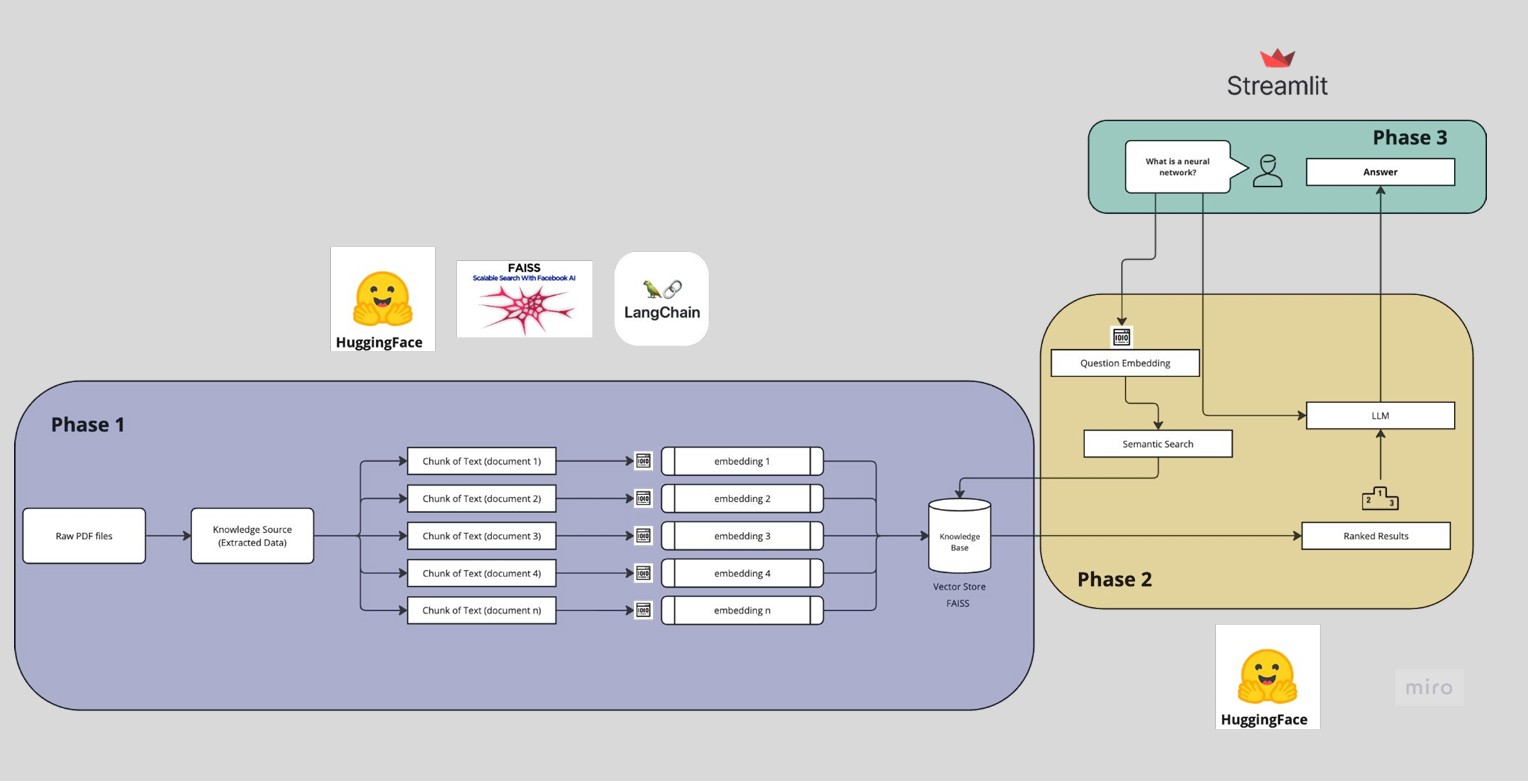 Streamlit
Phase 3
What is a neural
network?
Answer
HuggingFace
FAISS
Scalable Search With Facebook AI
LangChain
Phase 1
Raw PDF files
Knowledge Source
(Extracted Data)
Chunk of Text (document 1)
1010
embedding 1
Chunk of Text (document 2)
1010
embedding 2
Chunk of Text (document 3)
1010
embedding 3
Chunk of Text (document 4)
1010
embedding 4
Chunk of Text (document n)
1010
embedding n
Knowledge
Base
Vector Store
FAISS
1010
Question Embedding
Semantic Search
LLM
2 1 3
Ranked Results
Phase 2
HuggingFace
miro